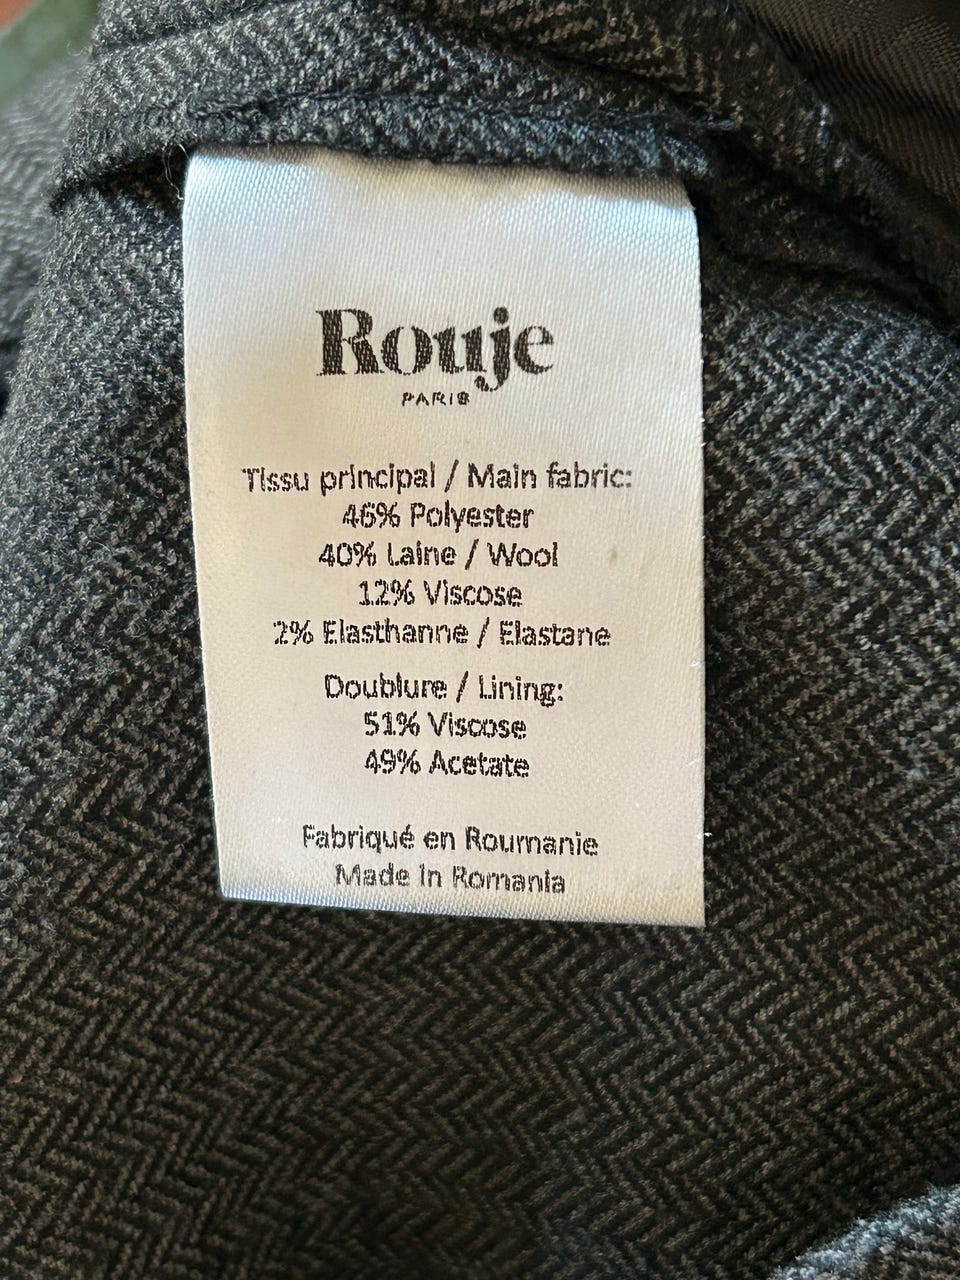 Rouje
PARIS
Tissu principal / Main fabric:
46% Polyester
40% Laine / Wool
12% Viscose
2% Elasthanne / Elastane
Doublure / Lining:
51% Viscose
49% Acetate
Fabriqué en Roumanie
Made in Romania